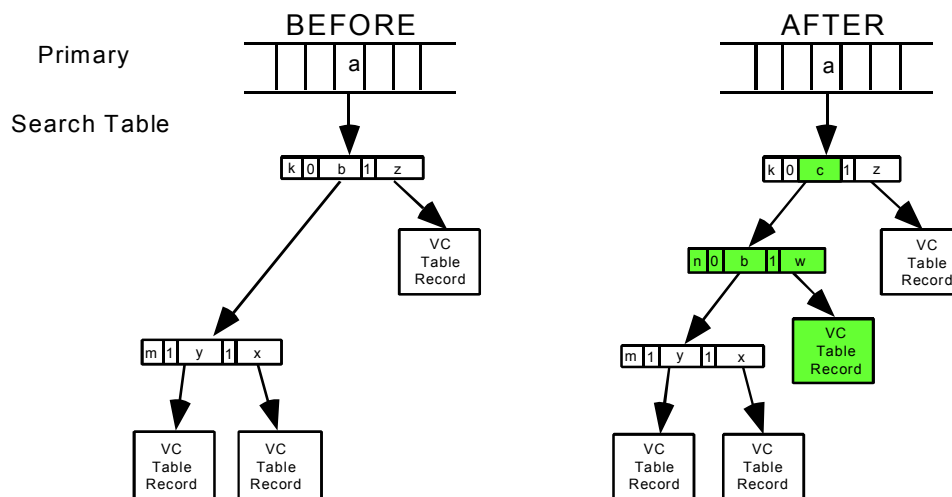 BEFORE
AFTER
Primary
a
a
Search Table
k 0 b 1 z
k 0 c 1 z
VC
Table
Record
VC
Table
Record
n 0 b 1 w
VC
Table
Record
m 1 y 1 x
m 1 y 1 x
VC
Table
Record
VC
Table
Record
VC
Table
Record
VC
Table
Record